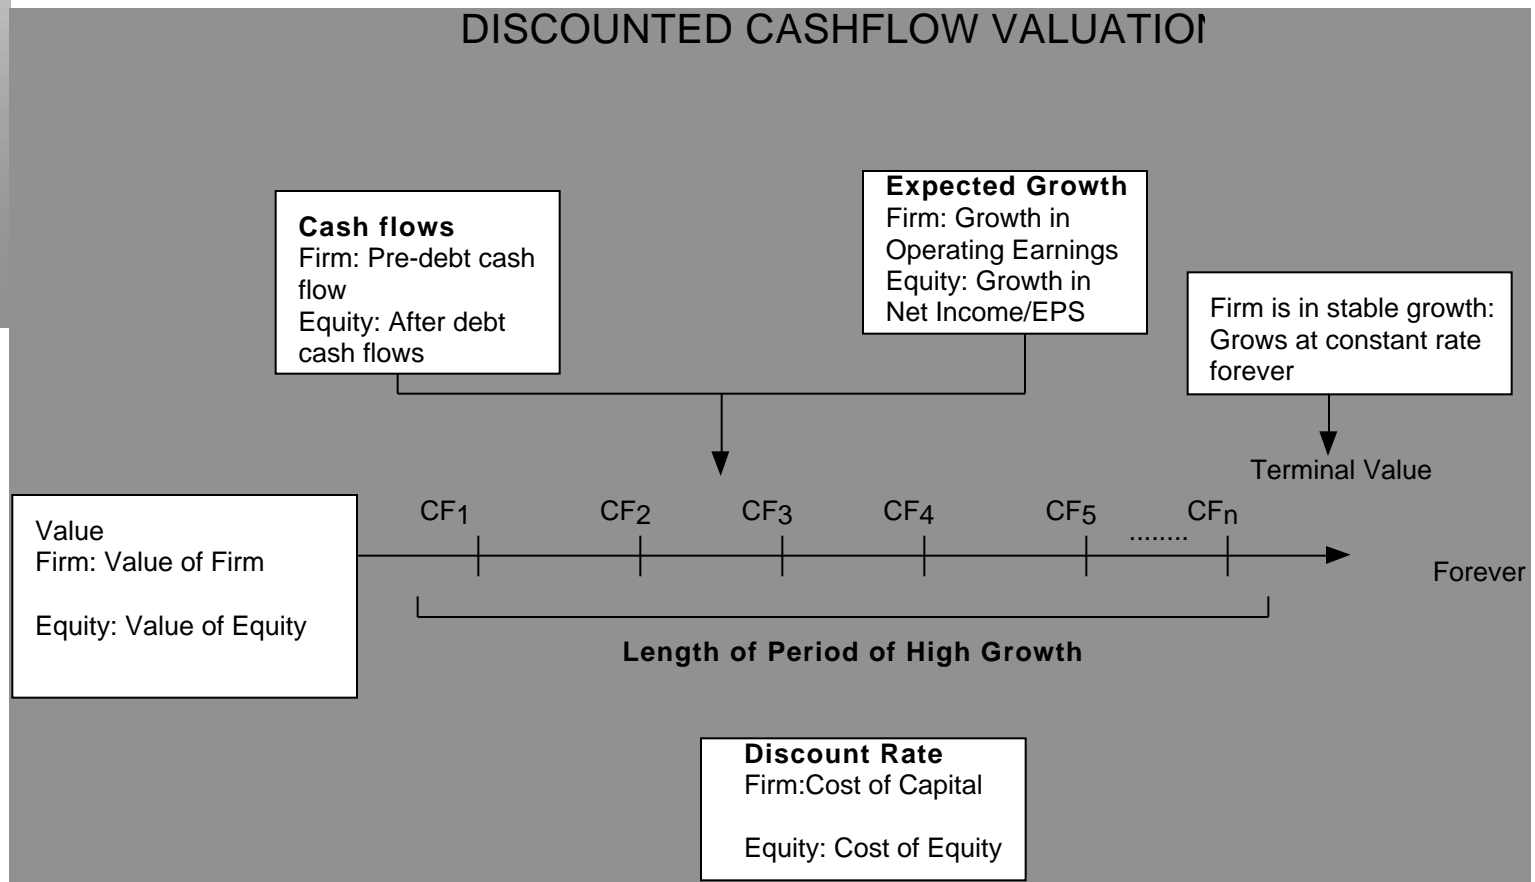 DISCOUNTED CASHFLOW VALUATION
Cash flows
Firm: Pre-debt cash
flow
Equity: After debt
cash flows
Expected Growth
Firm: Growth in
Operating Earnings
Equity: Growth in
Net Income/EPS
Firm is in stable growth:
Grows at constant rate
forever
Terminal Value
CF1 CF2 CF3 CF4 CF5 ........ CFn
Forever
Value
Firm: Value of Firm
Equity: Value of Equity
Length of Period of High Growth
Discount Rate
Firm:Cost of Capital
Equity: Cost of Equity